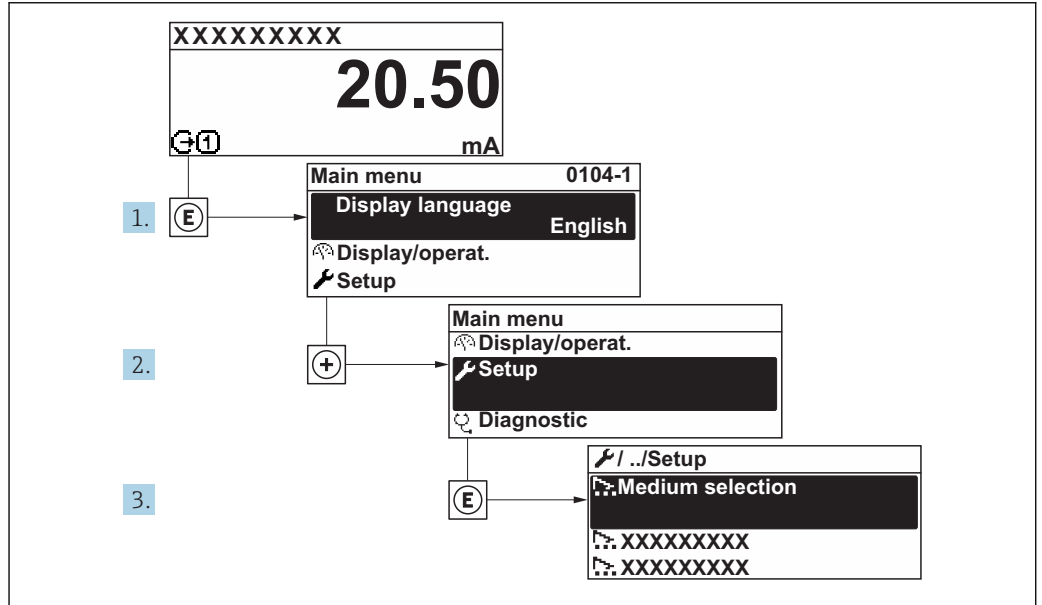 XXXXXXXXX
20.50
1 mA
Main menu 0104-1
1. E
Display language
English
Display/operat.
Setup
Main menu
Display/operat.
2. +
Setup
Diagnostic
/ ../Setup
3. E
Medium selection
XXXXXXXXX
XXXXXXXXX